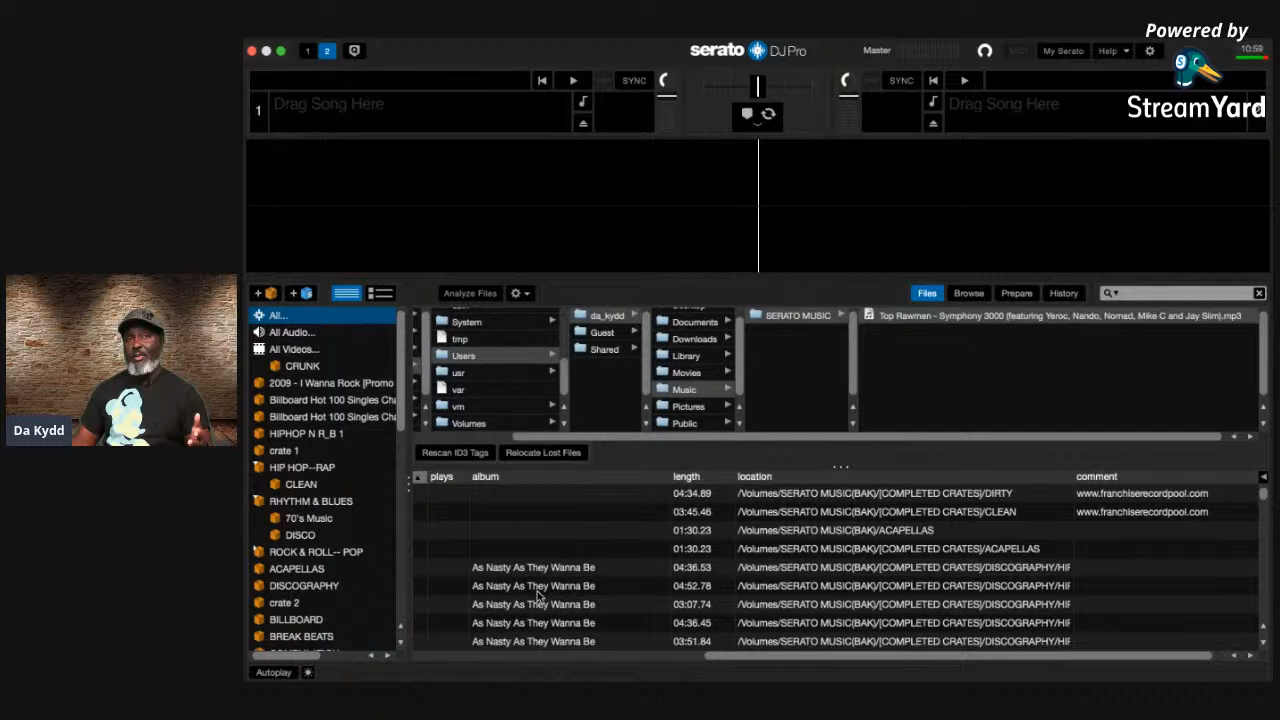 Powered by
StreamYard
1 2
serato DJ Pro
Master
MIDI
My Serato
Help
10:59
SYNC
SYNC
1
Drag Song Here
Drag Song Here
Analyze Files
Files
Browse
Prepare
History
All...
All Audio...
All Videos...
CRUNK
2009 - I Wanna Rock [Promo
Billboard Hot 100 Singles Cha
Billboard Hot 100 Singles Cha
HIPHOP N R_B 1
crate 1
HIP HOP--RAP
CLEAN
RHYTHM & BLUES
70's Music
DISCO
ROCK & ROLL-- POP
ACAPELLAS
DISCOGRAPHY
crate 2
BILLBOARD
BREAK BEATS
System
tmp
Users
usr
var
vm
Volumes
da_kydd
Guest
Shared
Documents
Downloads
Library
Movies
Music
Pictures
Public
SERATO MUSIC
Top Rawmen - Symphony 3000 (featuring Yeroc, Nando, Nomad, Mike C and Jay Slim).mp3
Rescan ID3 Tags
Relocate Lost Files
plays album length location comment
04:34.89 /Volumes/SERATO MUSIC(BAK)/[COMPLETED CRATES]/DIRTY www.franchiserecordpool.com
03:45.46 /Volumes/SERATO MUSIC(BAK)/[COMPLETED CRATES]/CLEAN www.franchiserecordpool.com
01:30.23 /Volumes/SERATO MUSIC(BAK)/ACAPELLAS
01:30.23 /Volumes/SERATO MUSIC(BAK)/[COMPLETED CRATES]/ACAPELLAS
As Nasty As They Wanna Be 04:36.53 /Volumes/SERATO MUSIC(BAK)/[COMPLETED CRATES]/DISCOGRAPHY/HIP
As Nasty As They Wanna Be 04:52.78 /Volumes/SERATO MUSIC(BAK)/[COMPLETED CRATES]/DISCOGRAPHY/HIP
As Nasty As They Wanna Be 03:07.74 /Volumes/SERATO MUSIC(BAK)/[COMPLETED CRATES]/DISCOGRAPHY/HIP
As Nasty As They Wanna Be 04:36.45 /Volumes/SERATO MUSIC(BAK)/[COMPLETED CRATES]/DISCOGRAPHY/HIP
As Nasty As They Wanna Be 03:51.84 /Volumes/SERATO MUSIC(BAK)/[COMPLETED CRATES]/DISCOGRAPHY/HIP
Autoplay
Da Kydd